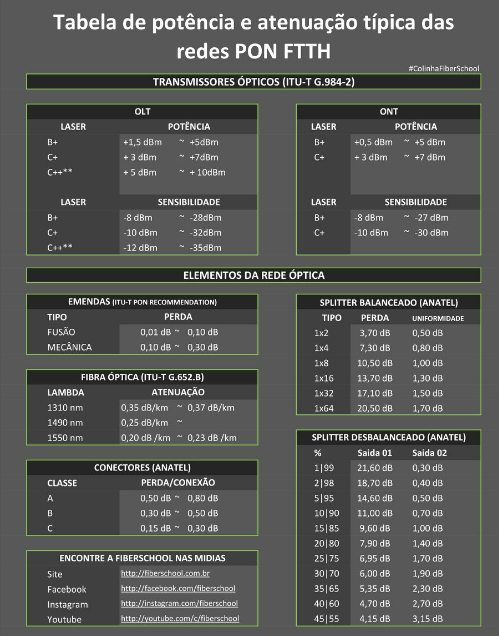 Tabela de potência e atenuação típica das
redes PON FTTH
#ColinhaFiberSchool
TRANSMISSORES ÓPTICOS (ITU-T G.984-2)
OLT
LASER POTÊNCIA
B+ +1,5 dBm ~ +5dBm
C+ + 3 dBm ~ +7dBm
C++** + 5 dBm ~ + 10dBm
LASER SENSIBILIDADE
B+ -8 dBm ~ -28dBm
C+ -10 dBm ~ -32dBm
C++** -12 dBm ~ -35dBm
ONT
LASER POTÊNCIA
B+ +0,5 dBm ~ +5 dBm
C+ + 3 dBm ~ +7 dBm
LASER SENSIBILIDADE
B+ -8 dBm ~ -27 dBm
C+ -10 dBm ~ -30 dBm
ELEMENTOS DA REDE ÓPTICA
EMENDAS (ITU-T PON RECOMMENDATION)
TIPO PERDA
FUSÃO 0,01 dB ~ 0,10 dB
MECÂNICA 0,10 dB ~ 0,30 dB
FIBRA ÓPTICA (ITU-T G.652.B)
LAMBDA ATENUAÇÃO
1310 nm 0,35 dB/km ~ 0,37 dB/km
1490 nm 0,25 dB/km ~
1550 nm 0,20 dB /km ~ 0,23 dB /km
CONECTORES (ANATEL)
CLASSE PERDA/CONEXÃO
A 0,50 dB ~ 0,80 dB
B 0,30 dB ~ 0,50 dB
C 0,15 dB ~ 0,30 dB
ENCONTRE A FIBERSCHOOL NAS MIDIAS
Site http://fiberschool.com.br
Facebook http://facebook.com/fiberschool
Instagram http://instagram.com/fiberschool
Youtube http://youtube.com/c/fiberschool
SPLITTER BALANCEADO (ANATEL)
TIPO PERDA UNIFORMIDADE
1x2 3,70 dB 0,50 dB
1x4 7,30 dB 0,80 dB
1x8 10,50 dB 1,00 dB
1x16 13,70 dB 1,30 dB
1x32 17,10 dB 1,50 dB
1x64 20,50 dB 1,70 dB
SPLITTER DESBALANCEADO (ANATEL)
% Saida 01 Saida 02
1|99 21,60 dB 0,30 dB
2|98 18,70 dB 0,40 dB
5|95 14,60 dB 0,50 dB
10|90 11,00 dB 0,70 dB
15|85 9,60 dB 1,00 dB
20|80 7,90 dB 1,40 dB
25|75 6,95 dB 1,70 dB
30|70 6,00 dB 1,90 dB
35|65 5,35 dB 2,30 dB
40|60 4,70 dB 2,70 dB
45|55 4,15 dB 3,15 dB